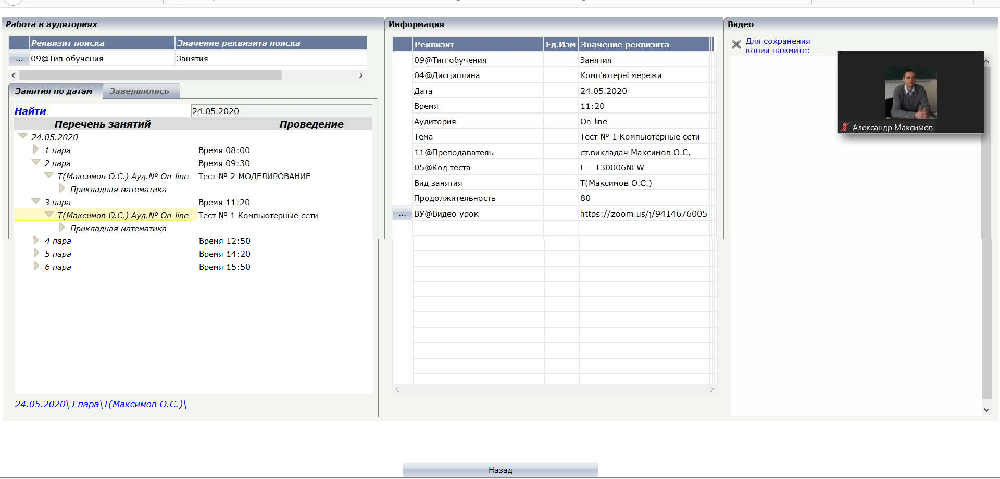 Работа в аудиториях
Реквизит поиска Значение реквизита поиска
... 09@Тип обучения Занятия
Занятия по датам Завершились
Найти 24.05.2020
Перечень занятий Проведение
24.05.2020
1 пара Время 08:00
2 пара Время 09:30
Т(Максимов О.С.) Ауд.№ On-line Тест № 2 МОДЕЛИРОВАНИЕ
Прикладная математика
3 пара Время 11:20
Т(Максимов О.С.) Ауд.№ On-line Тест № 1 Компьютерные сети
Прикладная математика
4 пара Время 12:50
5 пара Время 14:20
6 пара Время 15:50
24.05.2020\3 пара\Т(Максимов О.С.)\
Информация
Реквизит Ед.Изм Значение реквизита
09@Тип обучения Занятия
04@Дисциплина Комп'ютерні мережи
Дата 24.05.2020
Время 11:20
Аудитория On-line
Тема Тест № 1 Компьютерные сети
11@Преподаватель ст.викладач Максимов О.С.
05@Код теста L__130006NEW
Вид занятия Т(Максимов О.С.)
Продолжительность 80
... ВУ@Видео урок https://zoom.us/j/9414676005
Видео
Для сохранения
копии нажмите:
Александр Максимов
Назад